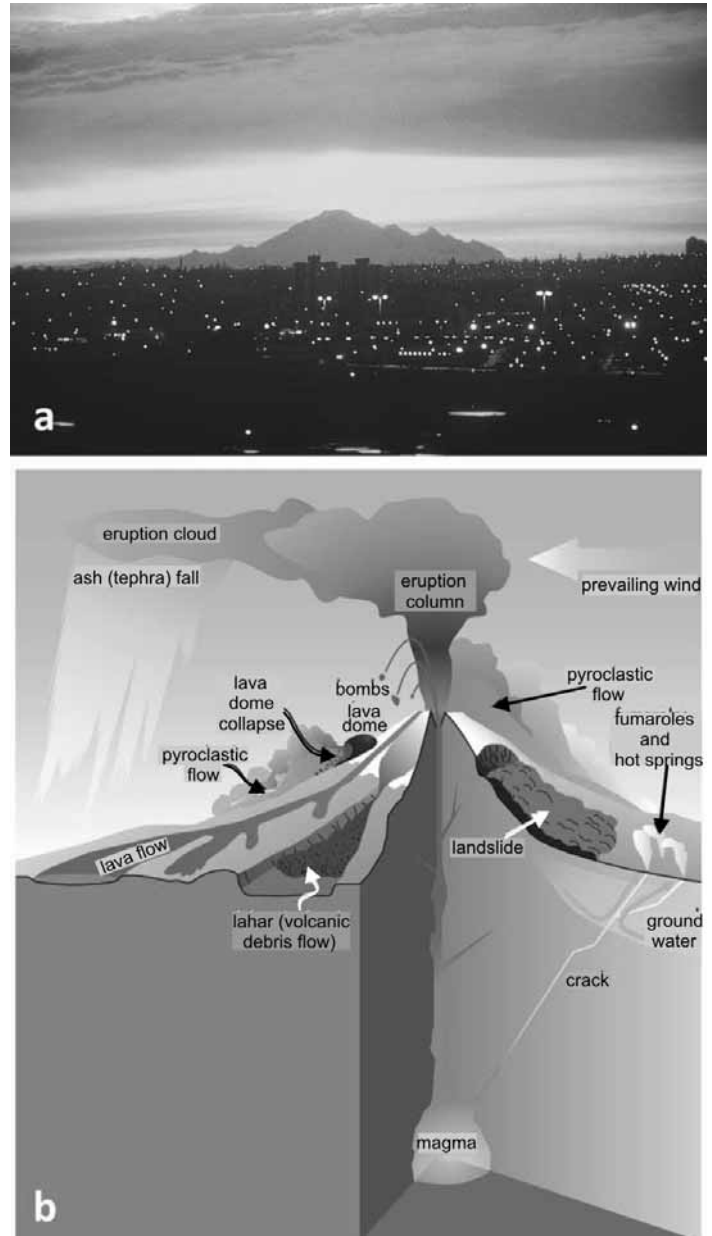 a
eruption cloud
ash (tephra) fall
eruption
column
prevailing wind
bombs
lava
dome
lava
dome
collapse
pyroclastic
flow
pyroclastic
flow
fumaroles
and
hot springs
lava flow
landslide
lahar (volcanic
debris flow)
ground
water
crack
magma
b